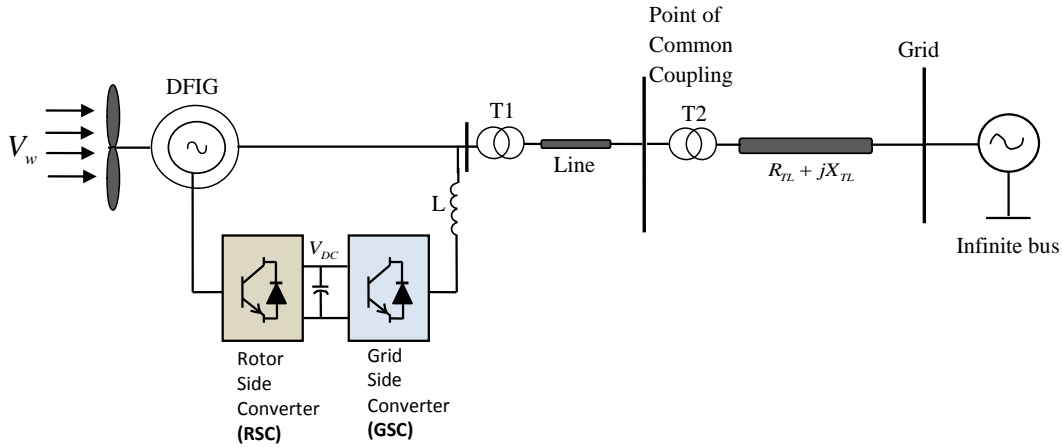 Point of
Common
Coupling
Grid
DFIG
T1
T2
V_w
Line
R_TL + jX_TL
L
Infinite bus
V_DC
Rotor
Side
Converter
(RSC)
Grid
Side
Converter
(GSC)